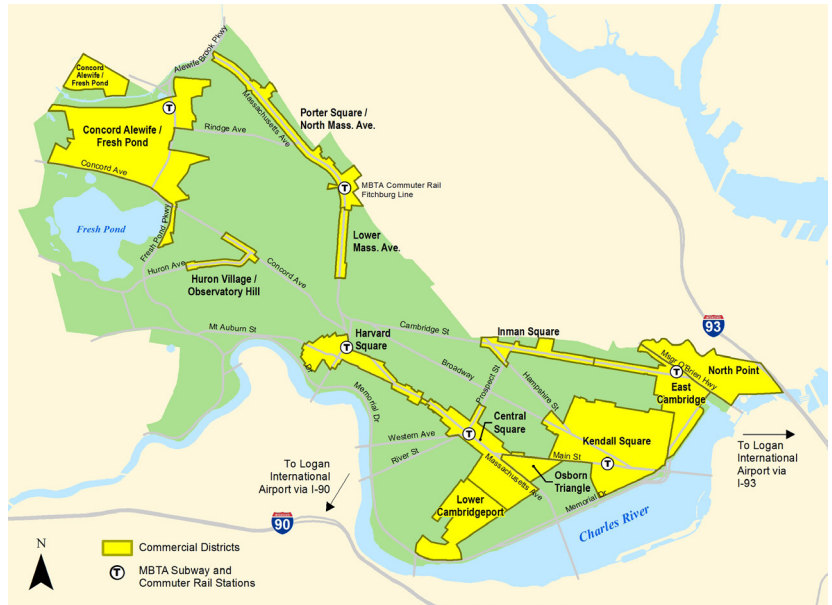 Concord
Alewife /
Fresh Pond
Alewife Brook Pkwy
T
Concord Alewife /
Fresh Pond
Rindge Ave
Massachusetts Ave
Porter Square /
North Mass. Ave.
Concord Ave
T
MBTA Commuter Rail
Fitchburg Line
Fresh Pond
Fresh Pond Pkwy
Lower
Mass. Ave.
Huron Ave
Huron Village /
Observatory Hill
Concord Ave
Mt Auburn St
Harvard
Square
T
Cambridge St
Inman Square
93
Msgr O'Brien Hwy
North Point
T
East
Cambridge
Broadway
Prospect St
Hampshire St
Dr
Memorial Dr
Central
Square
Kendall Square
Western Ave
T
River St
Main St
T
Massachusetts Ave
Osborn
Triangle
Memorial Dr
To Logan
International
Airport via
I-93
To Logan
International
Airport via I-90
Lower
Cambridgeport
Charles River
90
N
Commercial Districts
T
MBTA Subway and
Commuter Rail Stations